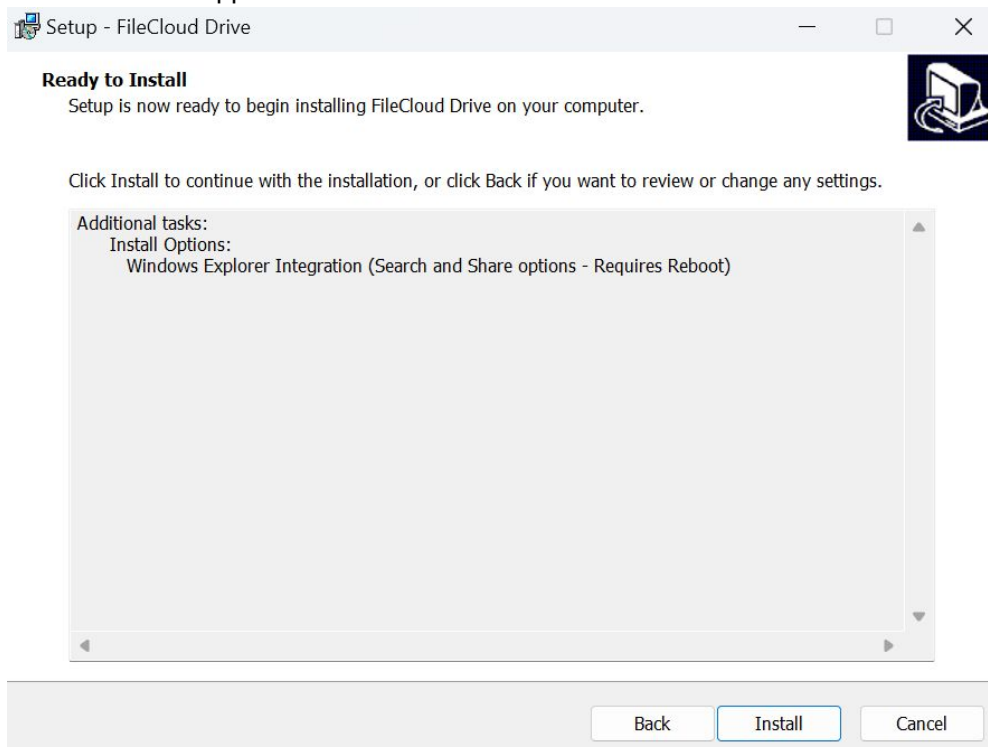 Setup - FileCloud Drive
Ready to Install
Setup is now ready to begin installing FileCloud Drive on your computer.
Click Install to continue with the installation, or click Back if you want to review or change any settings.
Additional tasks:
Install Options:
Windows Explorer Integration (Search and Share options - Requires Reboot)
Back Install Cancel